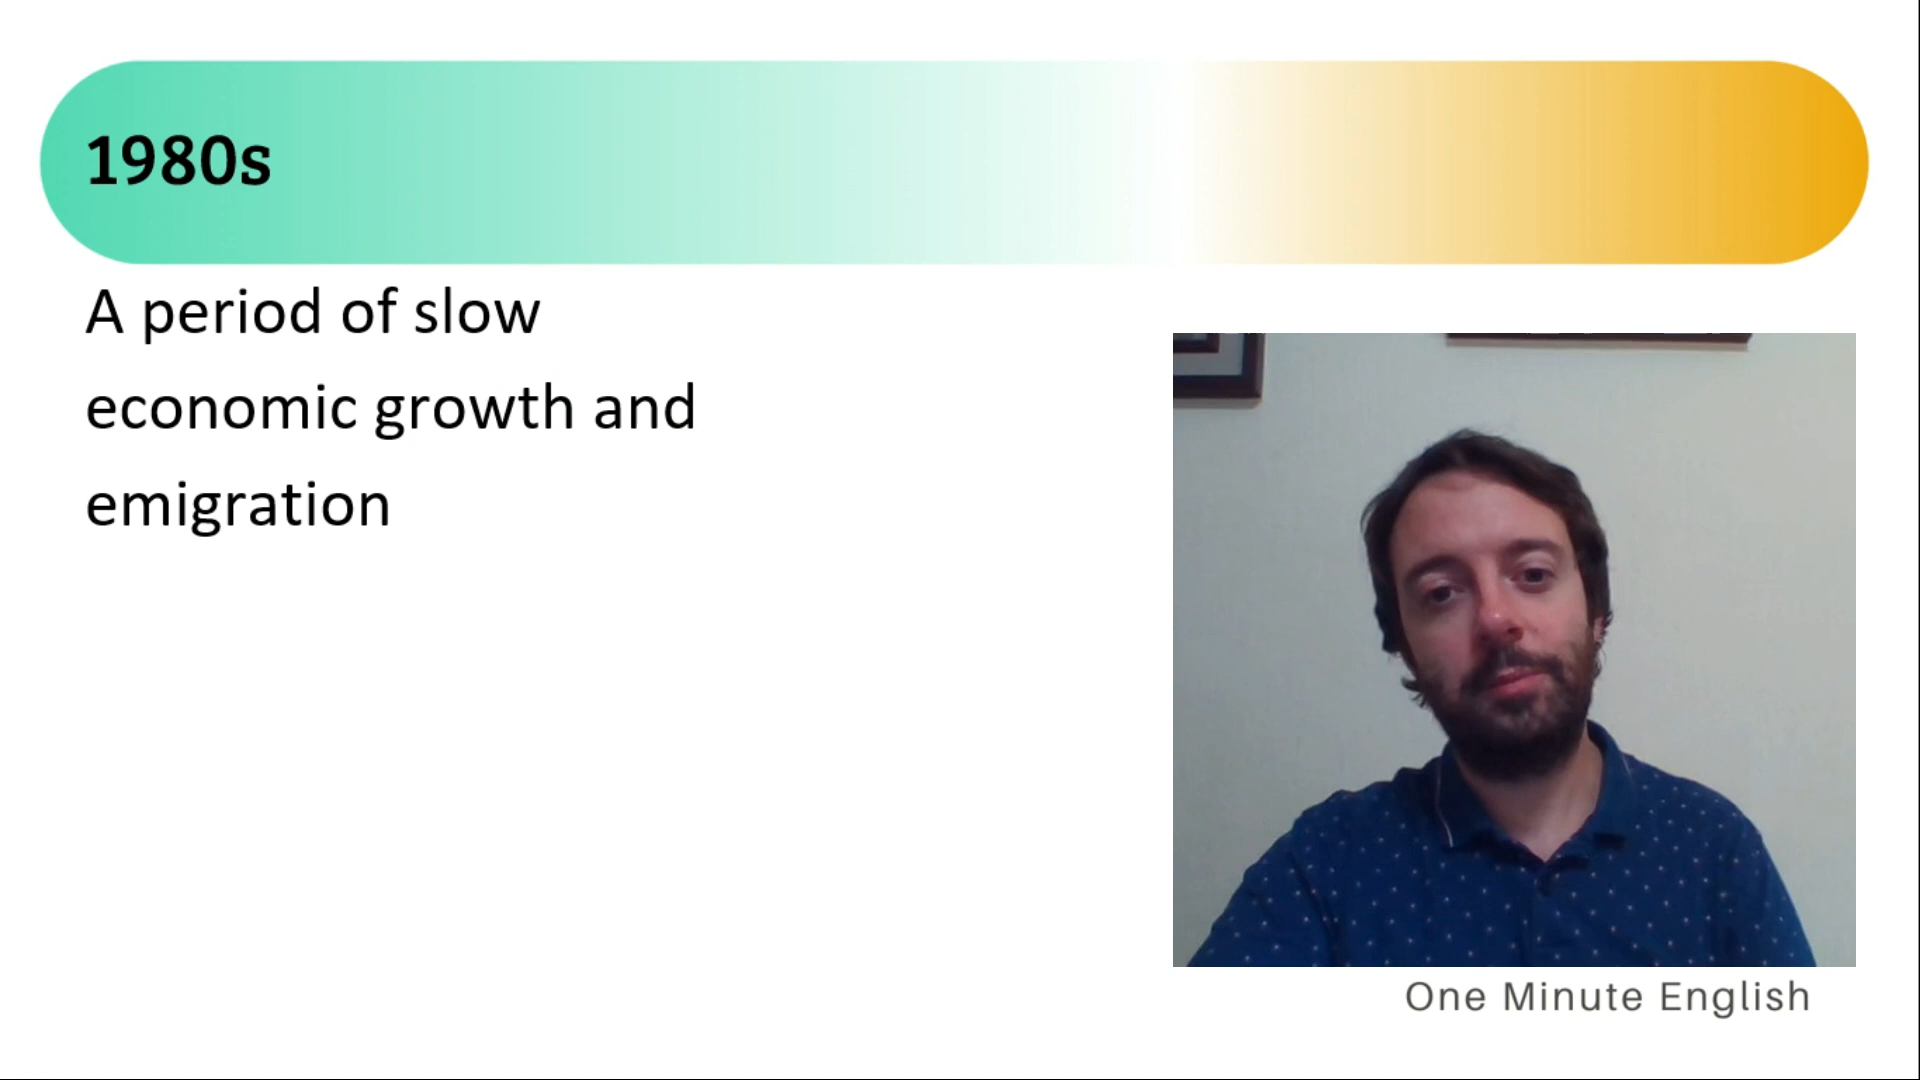 1980s
A period of slow
economic growth and
emigration
One Minute English